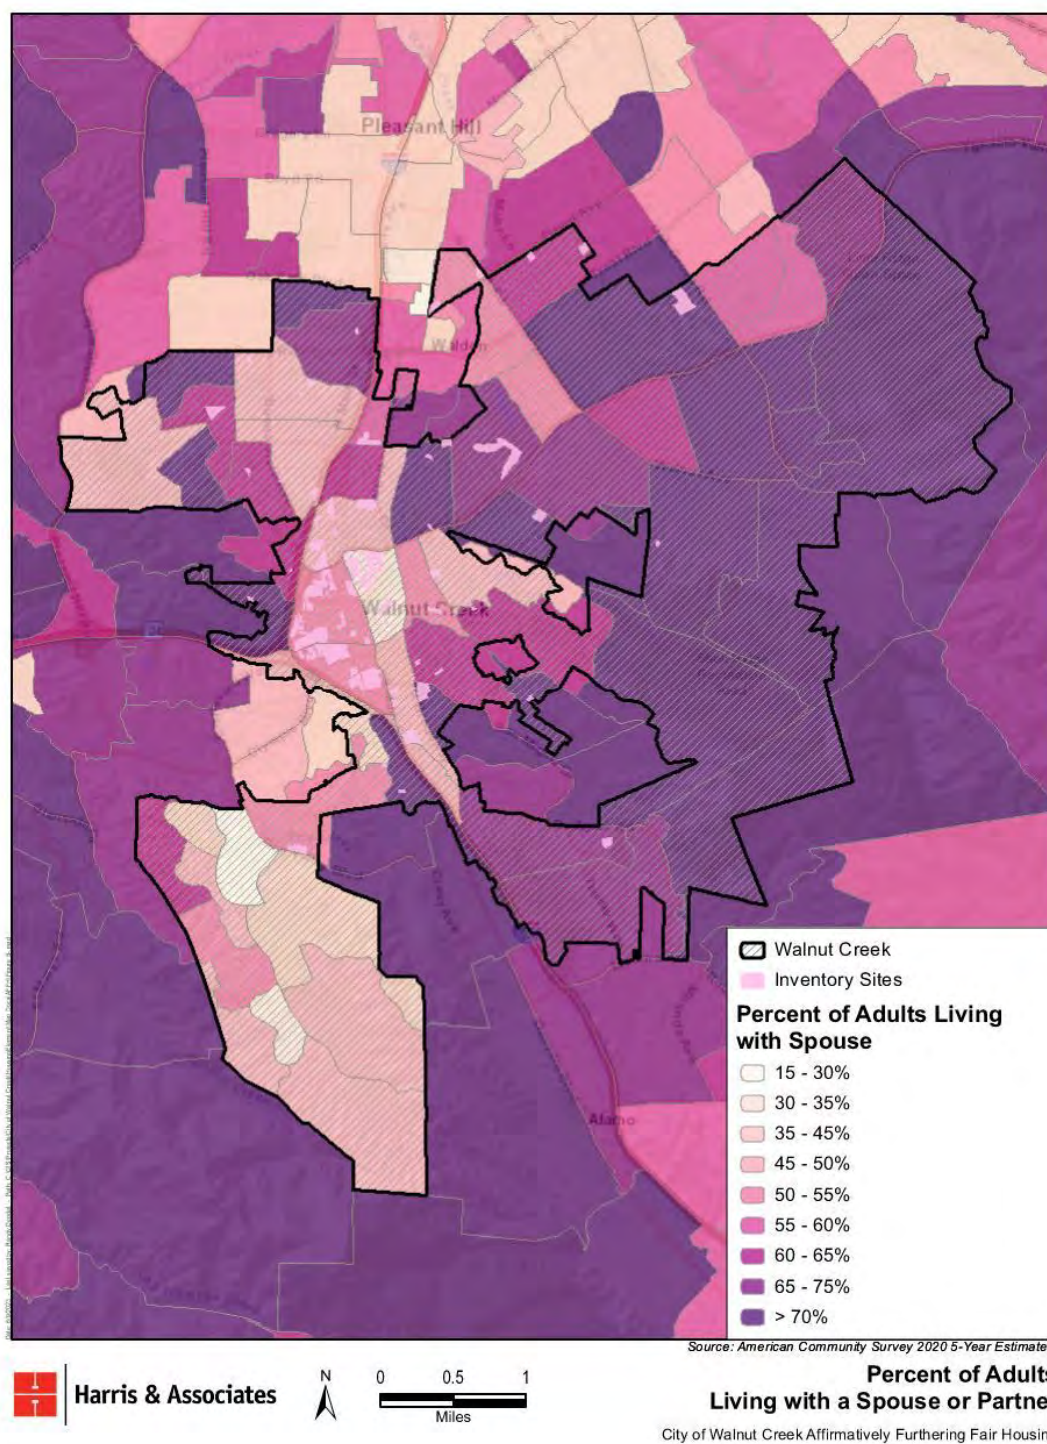 Pleasant Hill
Walden
Walnut Creek
24
Alamo
Walnut Creek
Inventory Sites
Percent of Adults Living
with Spouse
15 - 30%
30 - 35%
35 - 45%
45 - 50%
50 - 55%
55 - 60%
60 - 65%
65 - 75%
> 70%
Source: American Community Survey 2020 5-Year Estimate
Harris & Associates
N
0 0.5 1
Miles
Percent of Adults
Living with a Spouse or Partne
City of Walnut Creek Affirmatively Furthering Fair Housin